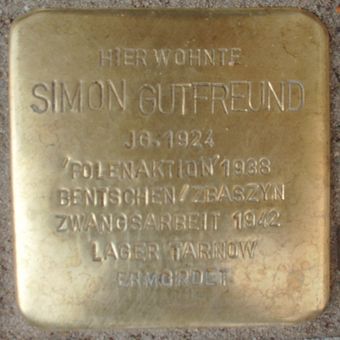 HIER WOHNTE
SIMON GUTFREUND
JG. 1924
'POLENAKTION' 1938
BENTSCHEN/ZBASZYN
ZWANGSARBEIT 1942
LAGER TARNOW
ERMORDET